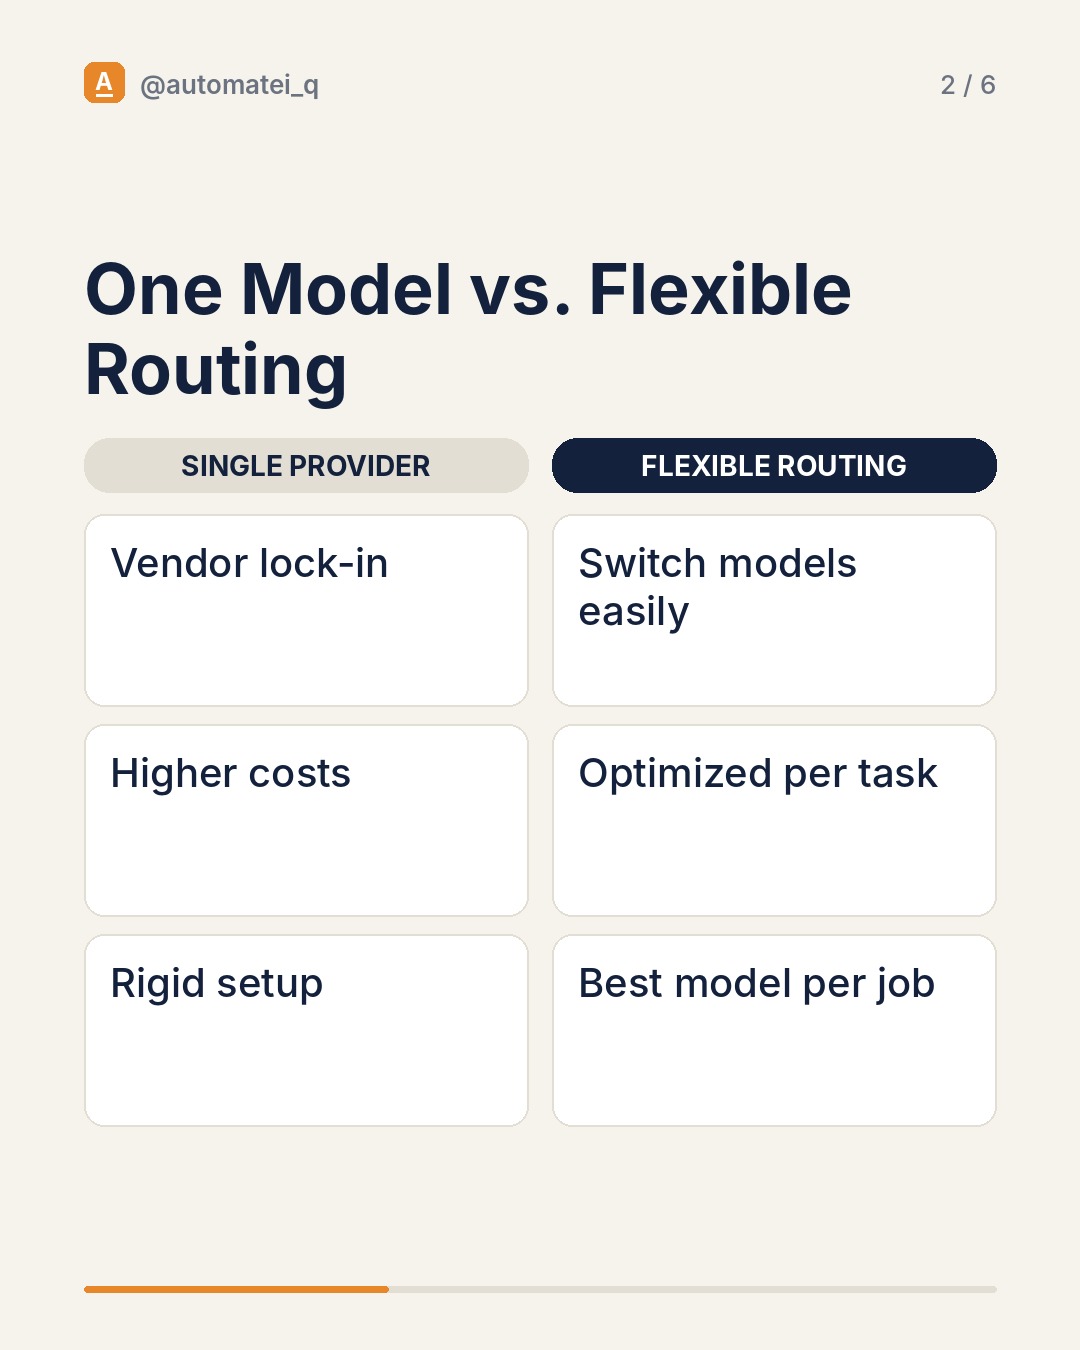 A
@automatei_q
2 / 6
One Model vs. Flexible
Routing
SINGLE PROVIDER
FLEXIBLE ROUTING
Vendor lock-in
Switch models
easily
Higher costs
Optimized per task
Rigid setup
Best model per job